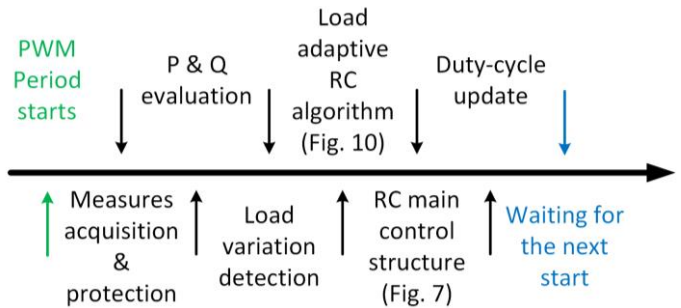 PWM
Period
starts
P & Q
evaluation
Load
adaptive
RC
algorithm
(Fig. 10)
Duty-cycle
update
Measures
acquisition
&
protection
Load
variation
detection
RC main
control
structure
(Fig. 7)
Waiting for
the next
start